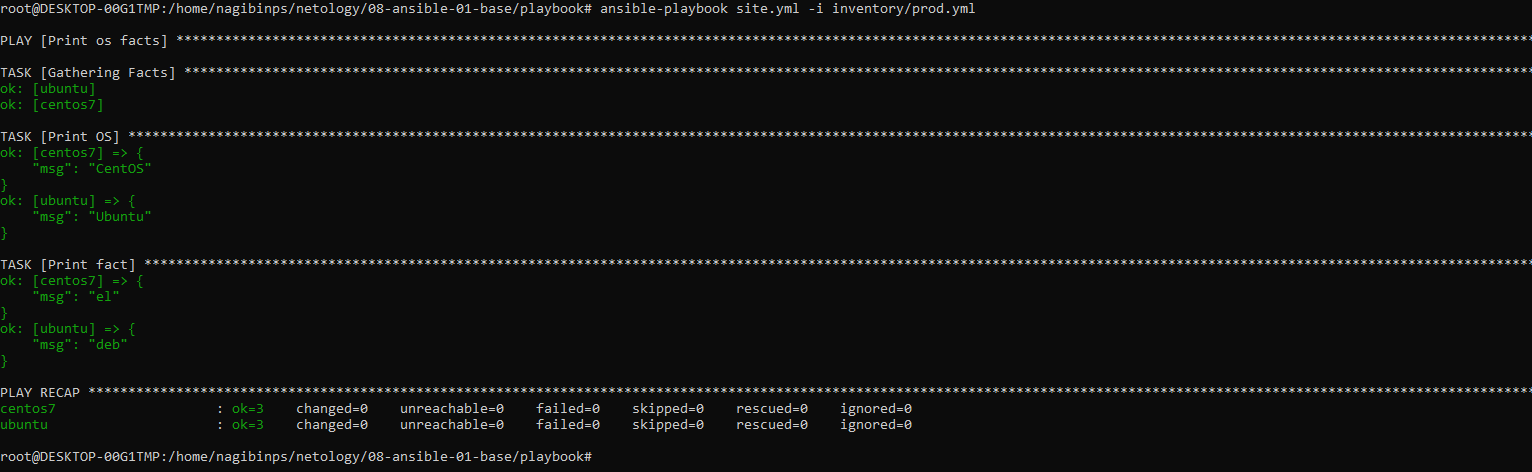 root@DESKTOP-00G1TMP:/home/nagibinps/netology/08-ansible-01-base/playbook# ansible-playbook site.yml -i inventory/prod.yml
PLAY [Print os facts] ****************************************************************************************************************************************************************************
TASK [Gathering Facts] ***************************************************************************************************************************************************************************
ok: [ubuntu]
ok: [centos7]
TASK [Print OS] **********************************************************************************************************************************************************************************
ok: [centos7] => {
    "msg": "CentOS"
}
ok: [ubuntu] => {
    "msg": "Ubuntu"
}
TASK [Print fact] ********************************************************************************************************************************************************************************
ok: [centos7] => {
    "msg": "el"
}
ok: [ubuntu] => {
    "msg": "deb"
}
PLAY RECAP ***************************************************************************************************************************************************************************************
centos7                    : ok=3    changed=0    unreachable=0    failed=0    skipped=0    rescued=0    ignored=0
ubuntu                     : ok=3    changed=0    unreachable=0    failed=0    skipped=0    rescued=0    ignored=0
root@DESKTOP-00G1TMP:/home/nagibinps/netology/08-ansible-01-base/playbook#